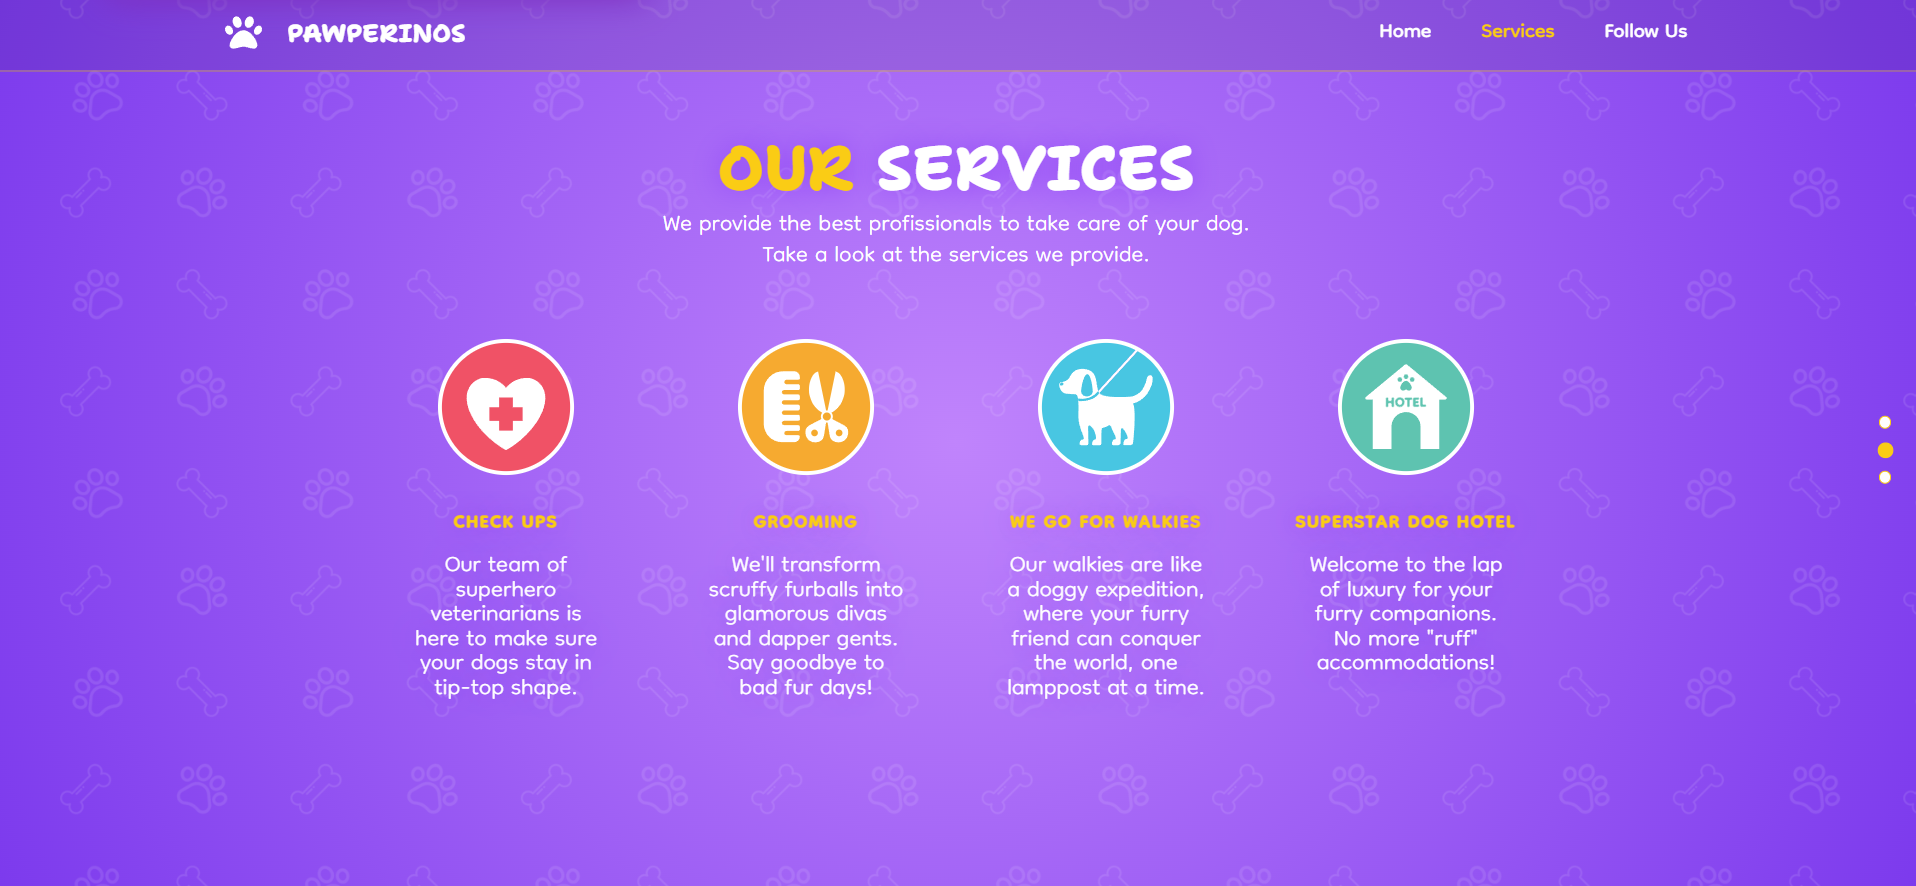 PAWPERINOS
Home
Services
Follow Us
OUR SERVICES
We provide the best profissionals to take care of your dog.
Take a look at the services we provide.
HOTEL
CHECK UPS
Our team of
superhero
veterinarians is
here to make sure
your dogs stay in
tip-top shape.
GROOMING
We'll transform
scruffy furballs into
glamorous divas
and dapper gents.
Say goodbye to
bad fur days!
WE GO FOR WALKIES
Our walkies are like
a doggy expedition,
where your furry
friend can conquer
the world, one
lamppost at a time.
SUPERSTAR DOG HOTEL
Welcome to the lap
of luxury for your
furry companions.
No more "ruff"
accommodations!